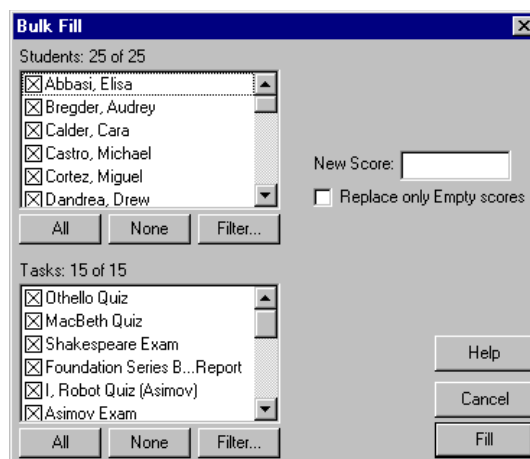 Bulk Fill
Students: 25 of 25
Abbasi, Elisa
Bregder, Audrey
Calder, Cara
Castro, Michael
Cortez, Miguel
Dandrea, Drew
All None Filter...
New Score:
Replace only Empty scores
Tasks: 15 of 15
Othello Quiz
MacBeth Quiz
Shakespeare Exam
Foundation Series B...Report
I, Robot Quiz (Asimov)
Asimov Exam
All None Filter...
Help
Cancel
Fill